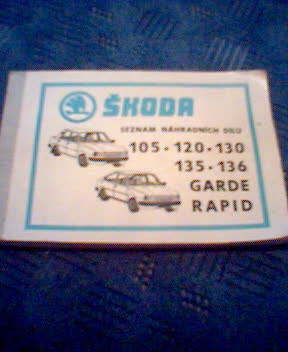 ŠKODA
SEZNAM NÁHRADNÍCH DÍLŮ
105 - 120 - 130
135 - 136
GARDE
RAPID